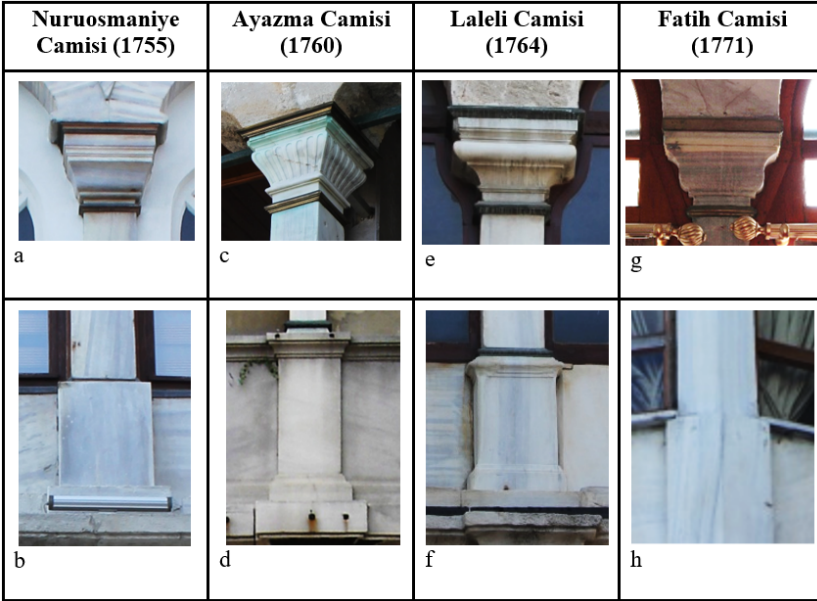 Nuruosmaniye
Camisi (1755)
Ayazma Camisi
(1760)
Laleli Camisi
(1764)
Fatih Camisi
(1771)
a
c
e
g
b
d
f
h